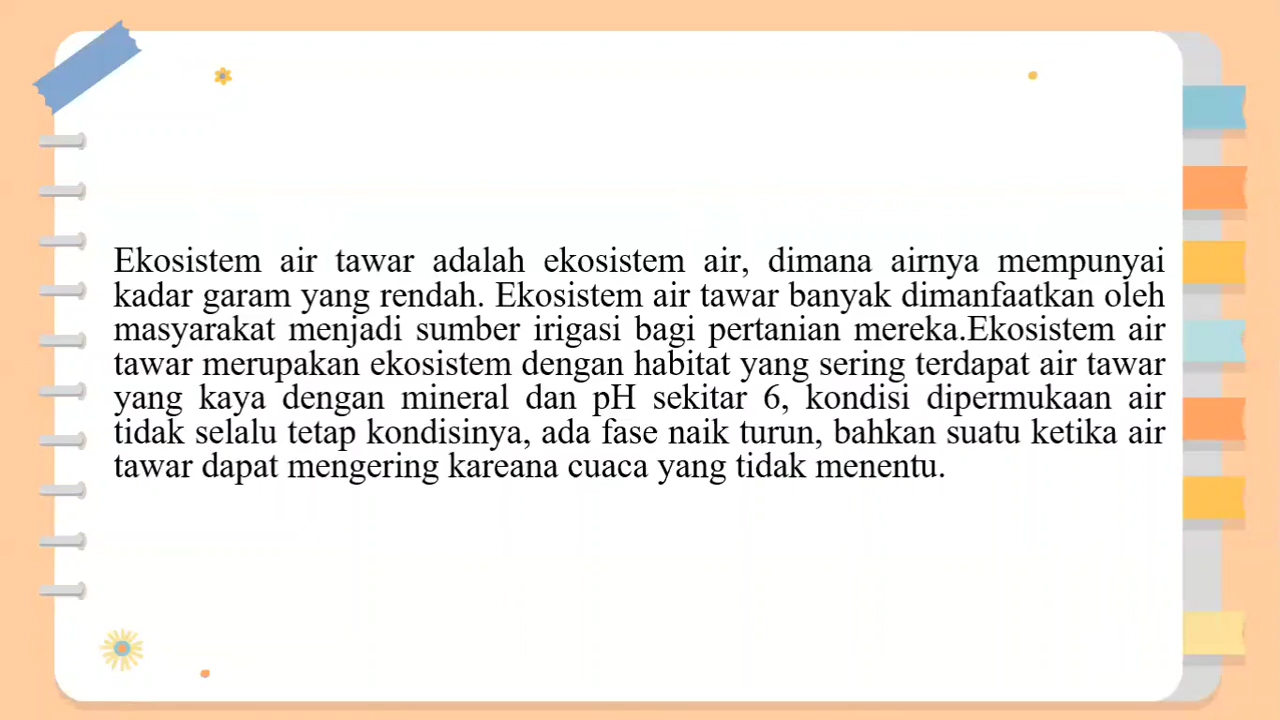 Ekosistem air tawar adalah ekosistem air, dimana airnya mempunyai
kadar garam yang rendah. Ekosistem air tawar banyak dimanfaatkan oleh
masyarakat menjadi sumber irigasi bagi pertanian mereka.Ekosistem air
tawar merupakan ekosistem dengan habitat yang sering terdapat air tawar
yang kaya dengan mineral dan pH sekitar 6, kondisi dipermukaan air
tidak selalu tetap kondisinya, ada fase naik turun, bahkan suatu ketika air
tawar dapat mengering kareana cuaca yang tidak menentu.